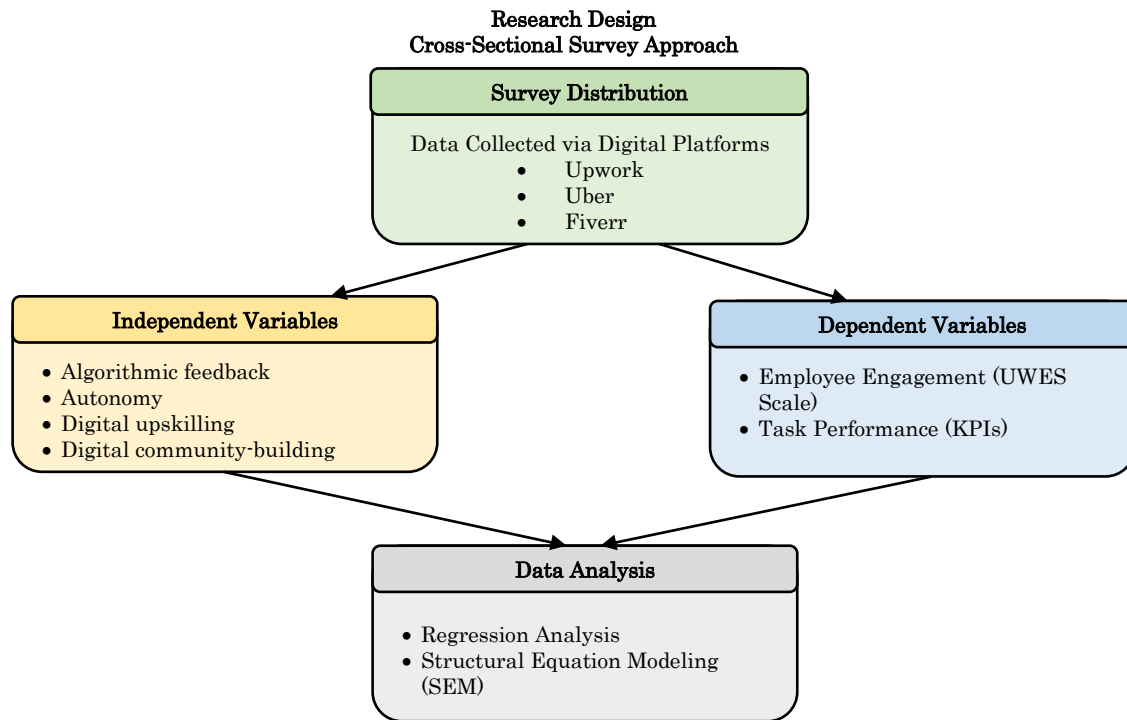 Research Design
Cross-Sectional Survey Approach
Survey Distribution
Data Collected via Digital Platforms
• Upwork
• Uber
• Fiverr
Independent Variables
• Algorithmic feedback
• Autonomy
• Digital upskilling
• Digital community-building
Dependent Variables
• Employee Engagement (UWES
Scale)
• Task Performance (KPIs)
Data Analysis
• Regression Analysis
• Structural Equation Modeling
(SEM)